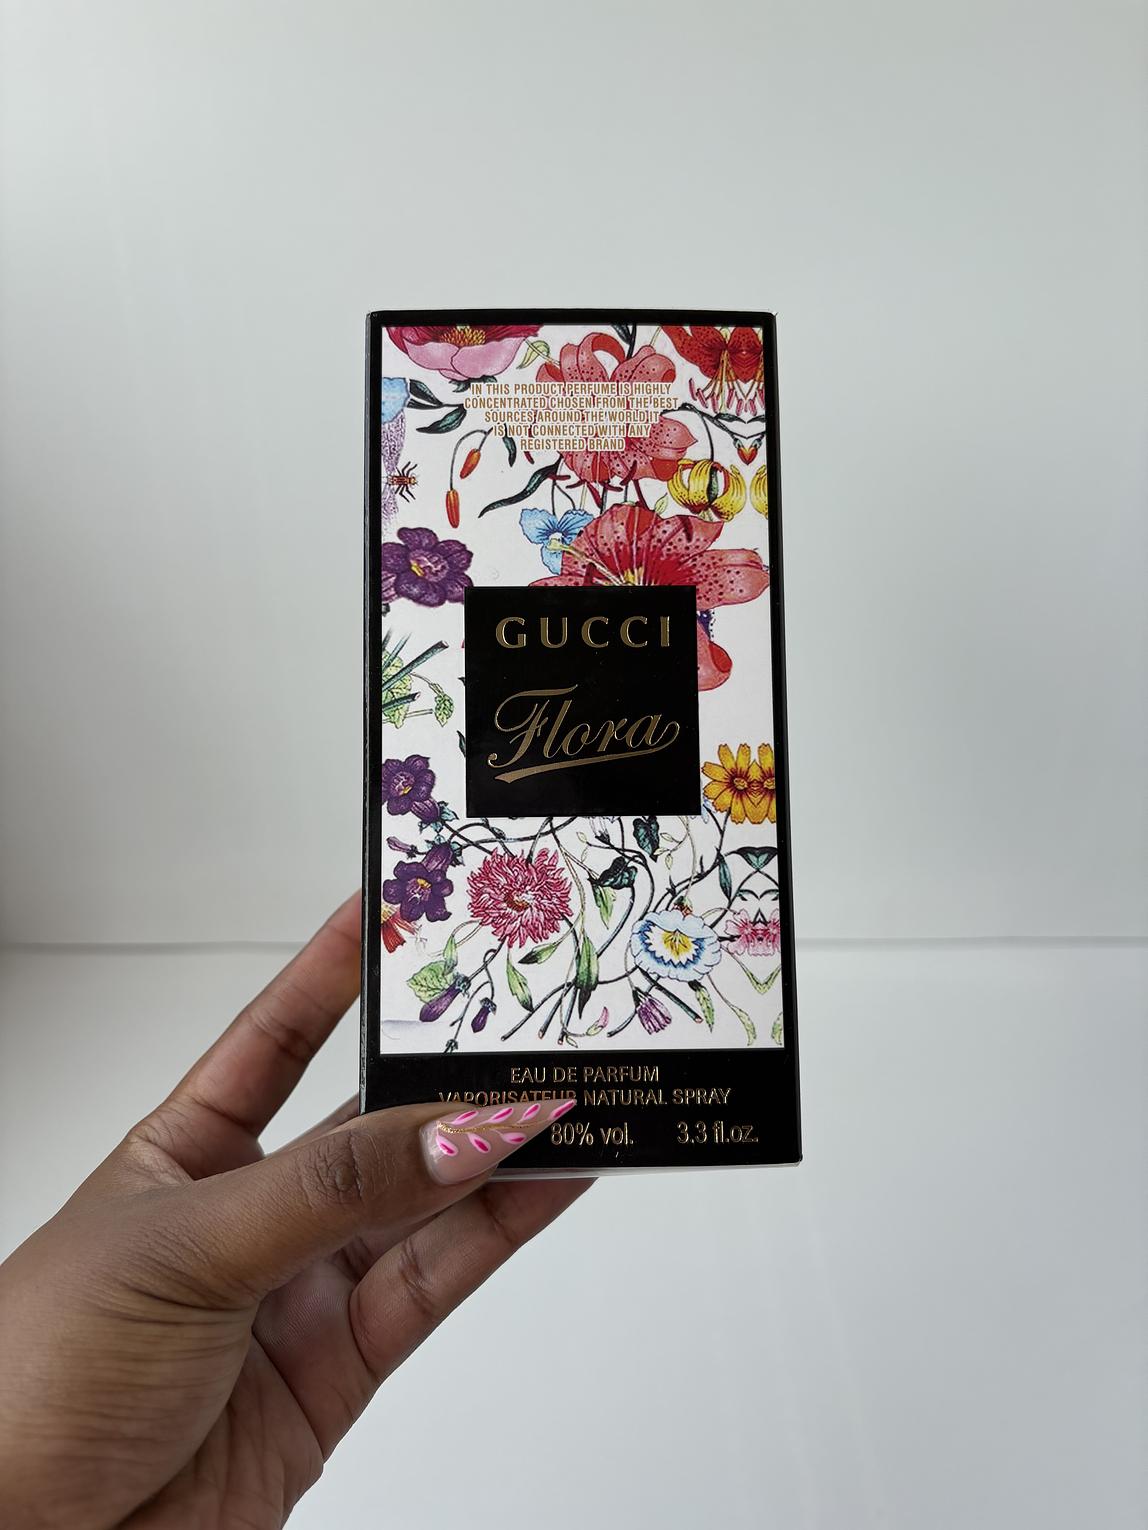 IN THIS PRODUCT PERFUME IS HIGHLY
CONCENTRATED CHOSEN FROM THE BEST
SOURCES AROUND THE WORLD IT
IS NOT CONNECTED WITH ANY
REGISTERED BRAND
GUCCI
Flora
EAU DE PARFUM
VAPORISATEUR NATURAL SPRAY
80% vol. 3.3 fl.oz.